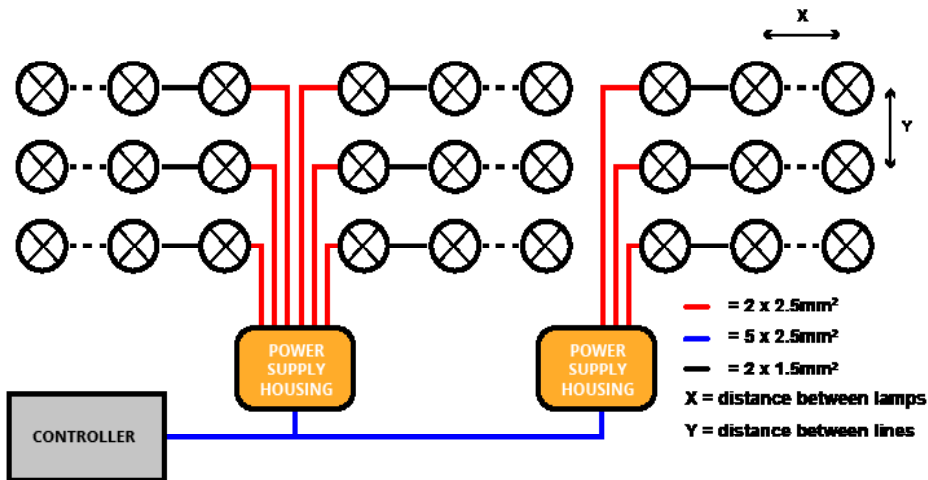 X
Y
= 2 x 2.5mm²
= 5 x 2.5mm²
= 2 x 1.5mm²
X = distance between lamps
Y = distance between lines
POWER
SUPPLY
HOUSING
POWER
SUPPLY
HOUSING
CONTROLLER